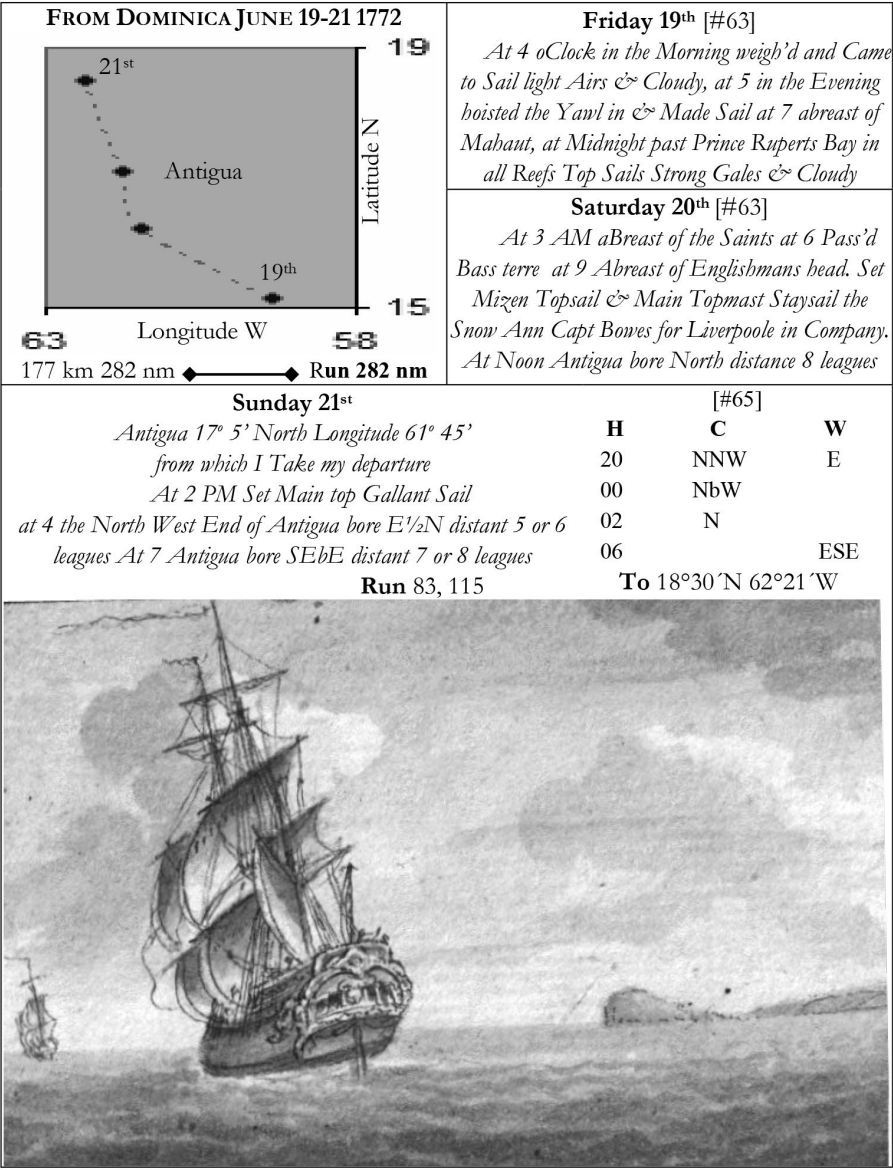 FROM DOMINICA JUNE 19-21 1772
19
21st
Antigua
Latitude N
19th
15
Longitude W
63
58
177 km 282 nm
Run 282 nm
Friday 19th [#63]
At 4 oClock in the Morning weigh’d and Came
to Sail light Airs & Cloudy, at 5 in the Evening
hoisted the Yawl in & Made Sail at 7 abreast of
Mahaut, at Midnight past Prince Ruperts Bay in
all Reefs Top Sails Strong Gales & Cloudy
Saturday 20th [#63]
At 3 AM aBreast of the Saints at 6 Pass’d
Bass terre at 9 Abreast of Englishmans head. Set
Mizen Topsail & Main Topmast Staysail the
Snow Ann Capt Bowes for Liverpoole in Company.
At Noon Antigua bore North distance 8 leagues
Sunday 21st
Antigua 17° 5’ North Longitude 61° 45’
from which I Take my departure
At 2 PM Set Main top Gallant Sail
at 4 the North West End of Antigua bore E½N distant 5 or 6
leagues At 7 Antigua bore SEbE distant 7 or 8 leagues
Run 83, 115
[#65]
H C W
20 NNW E
00 NbW
02 N
06 ESE
To 18°30´N 62°21´W